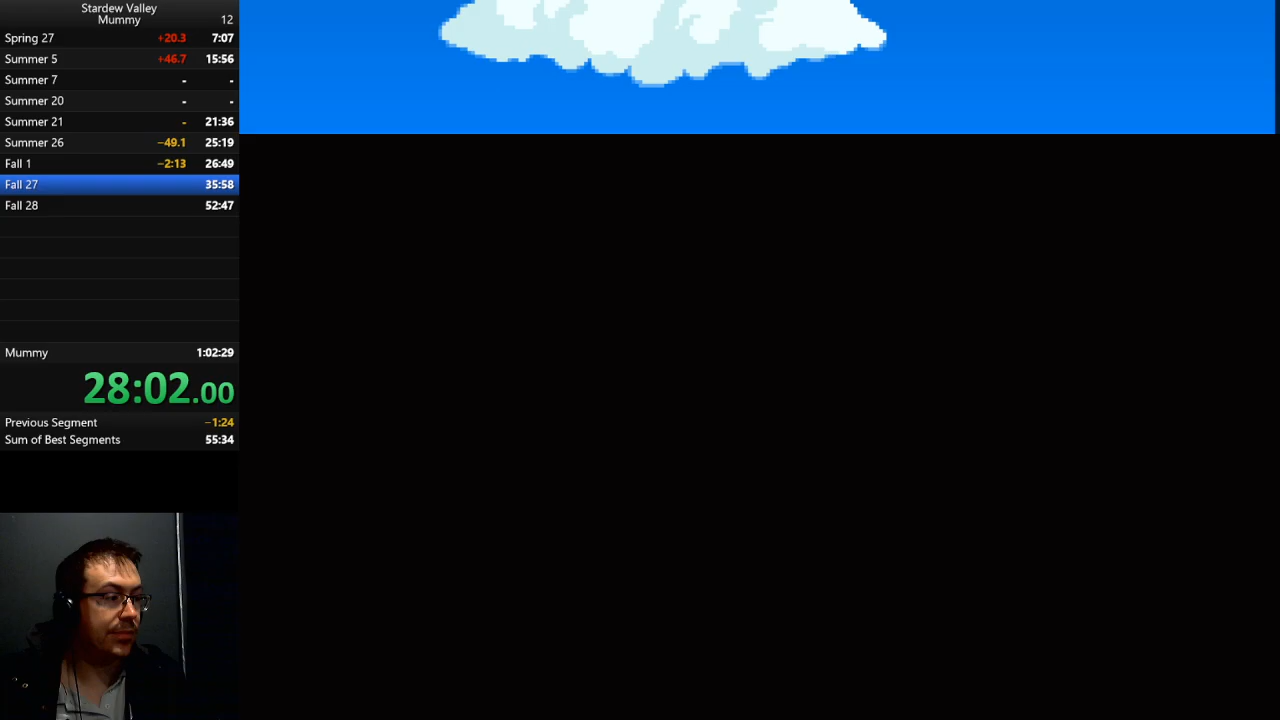 Stardew Valley
Mummy 12
Spring 27 +20.3 7:07
Summer 5 +46.7 15:56
Summer 7 - -
Summer 20 - -
Summer 21 - 21:36
Summer 26 −49.1 25:19
Fall 1 −2:13 26:49
Fall 27 35:58
Fall 28 52:47
Mummy 1:02:29
28:02.00
Previous Segment −1:24
Sum of Best Segments 55:34